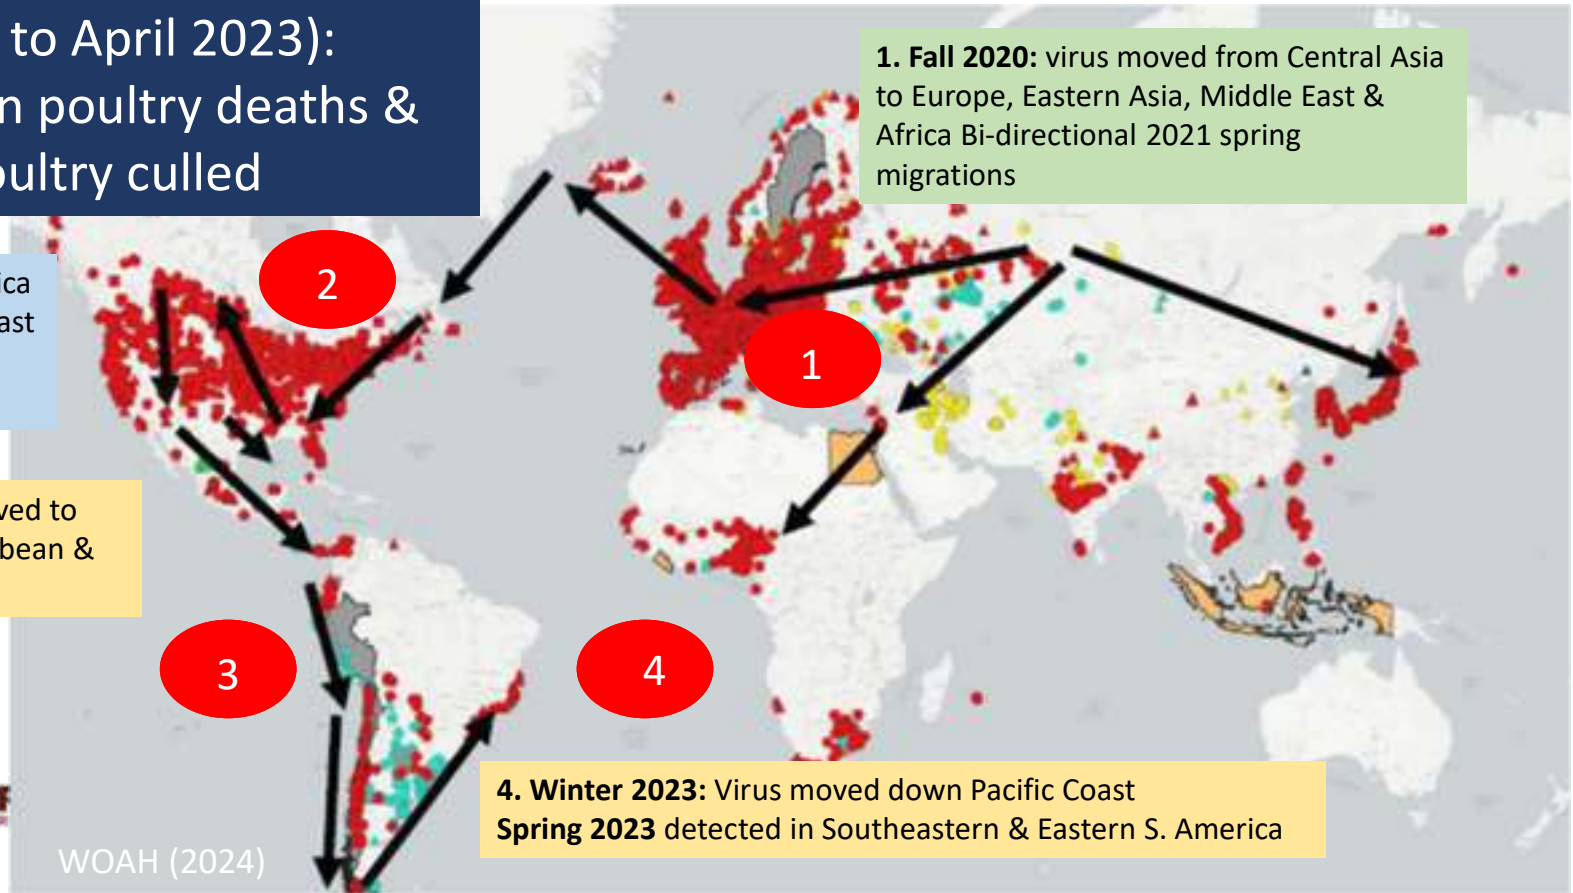 to April 2023):
n poultry deaths &
oultry culled
1. Fall 2020: virus moved from Central Asia
to Europe, Eastern Asia, Middle East &
Africa Bi-directional 2021 spring
migrations
2
ica
ast
1
ved to
bean &
3
4
4. Winter 2023: Virus moved down Pacific Coast
Spring 2023 detected in Southeastern & Eastern S. America
WOAH (2024)